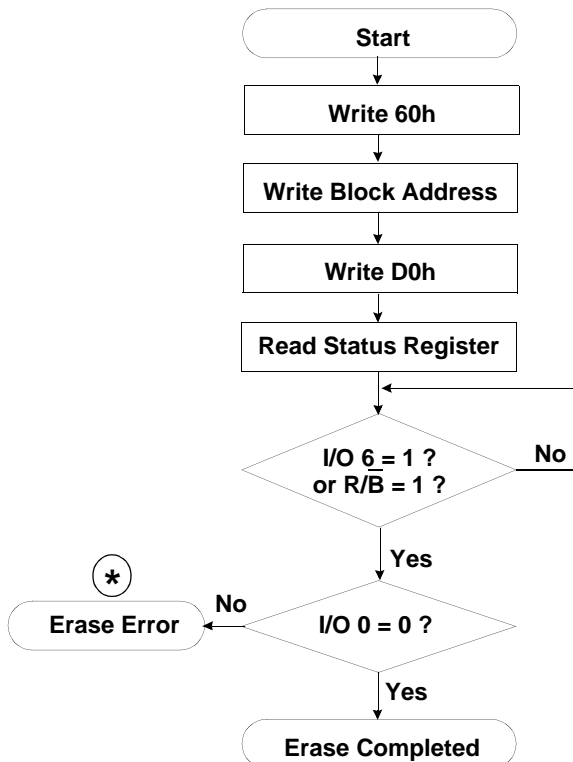 Start
Write 60h
Write Block Address
Write D0h
Read Status Register
I/O 6 = 1 ?
or R/B̅ = 1 ?
No
Yes
*
No
Erase Error
I/O 0 = 0 ?
Yes
Erase Completed